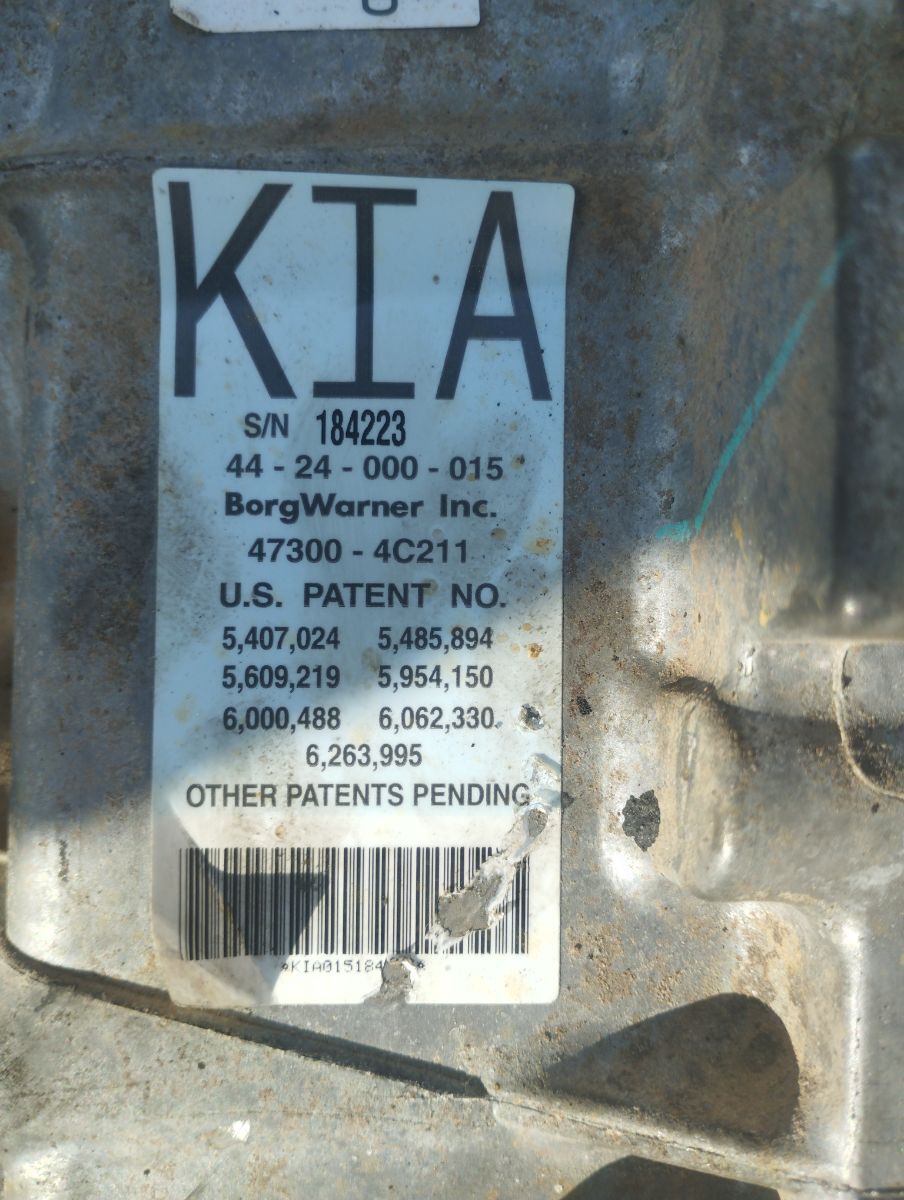 KIA
S/N 184223
44 - 24 - 000 - 015
BorgWarner Inc.
47300 - 4C211
U.S. PATENT NO.
5,407,024 5,485,894
5,609,219 5,954,150
6,000,488 6,062,330
6,263,995
OTHER PATENTS PENDING